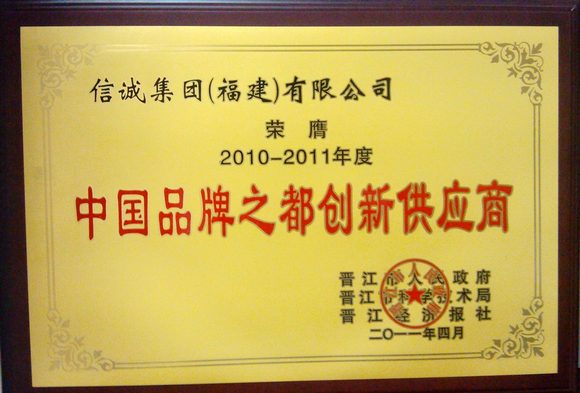 信诚集团(福建)有限公司
荣 膺
2010-2011年度
中国品牌之都创新供应商
晋江市人民政府
晋江市科学技术局
晋江经济报社
二〇一一年四月